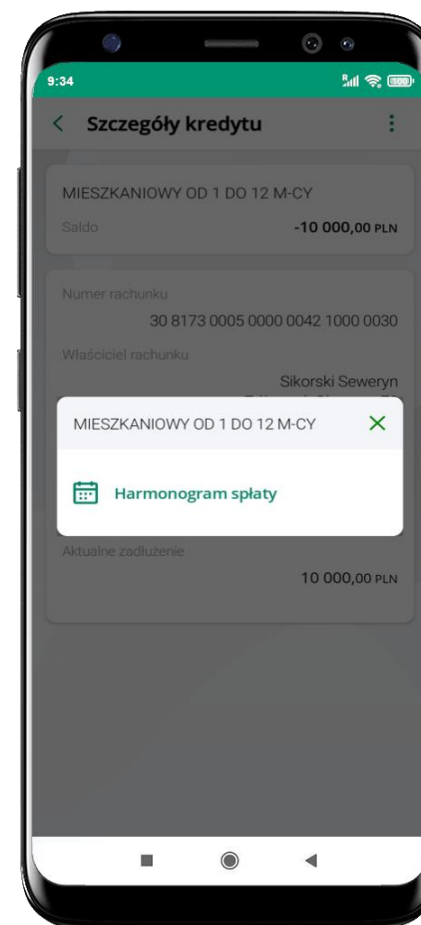 9:34
R
100
Szczegóły kredytu
MIESZKANIOWY OD 1 DO 12 M-CY
Saldo -10 000,00 PLN
Numer rachunku
30 8173 0005 0000 0042 1000 0030
Właściciel rachunku
Sikorski Seweryn
MIESZKANIOWY OD 1 DO 12 M-CY
Harmonogram spłaty
Aktualne zadłużenie
10 000,00 PLN